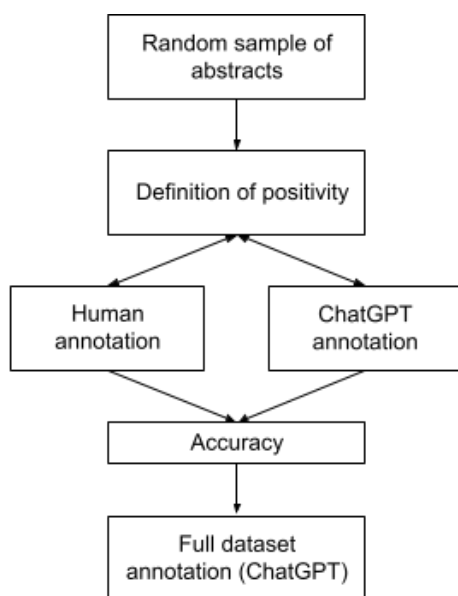 Random sample of
abstracts
Definition of positivity
Human
annotation
ChatGPT
annotation
Accuracy
Full dataset
annotation (ChatGPT)